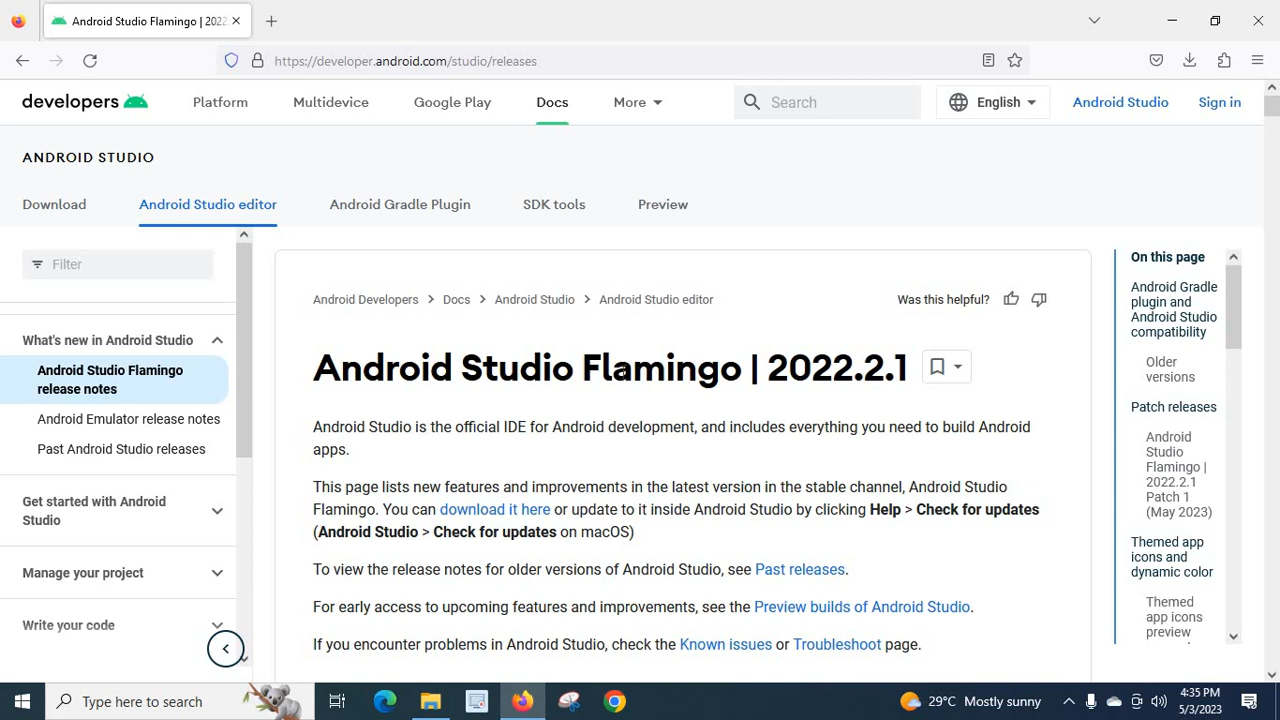 Android Studio Flamingo | 2022
https://developer.android.com/studio/releases
developers
Platform
Multidevice
Google Play
Docs
More
Search
English
Android Studio
Sign in
ANDROID STUDIO
Download
Android Studio editor
Android Gradle Plugin
SDK tools
Preview
Filter
What's new in Android Studio
Android Studio Flamingo
release notes
Android Emulator release notes
Past Android Studio releases
Get started with Android
Studio
Manage your project
Write your code
Android Developers > Docs > Android Studio > Android Studio editor
Was this helpful?
Android Studio Flamingo | 2022.2.1
Android Studio is the official IDE for Android development, and includes everything you need to build Android
apps.
This page lists new features and improvements in the latest version in the stable channel, Android Studio
Flamingo. You can download it here or update to it inside Android Studio by clicking Help > Check for updates
(Android Studio > Check for updates on macOS)
To view the release notes for older versions of Android Studio, see Past releases.
For early access to upcoming features and improvements, see the Preview builds of Android Studio.
If you encounter problems in Android Studio, check the Known issues or Troubleshoot page.
On this page
Android Gradle
plugin and
Android Studio
compatibility
Older
versions
Patch releases
Android
Studio
Flamingo |
2022.2.1
Patch 1
(May 2023)
Themed app
icons and
dynamic color
Themed
app icons
preview
Type here to search
29°C Mostly sunny
4:35 PM
5/3/2023